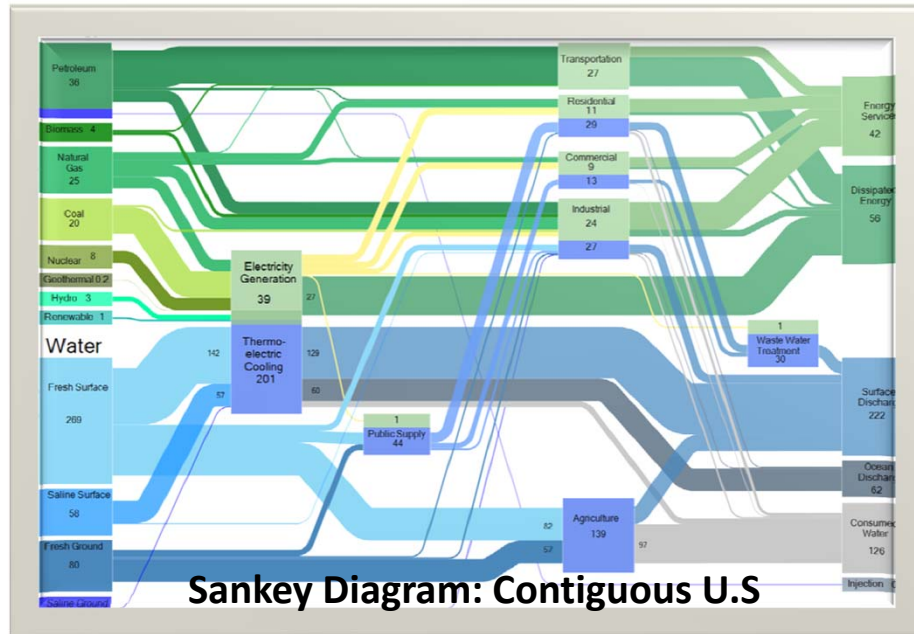 Petroleum
36
Biomass 4
Natural
Gas
25
Coal
20
Nuclear 8
Geothermal 0.2
Hydro 3
Renewable 1
Water
Fresh Surface
269
Saline Surface
58
Fresh Ground
80
Saline Ground
Electricity
Generation
39
27
Thermo-
electric
Cooling
201
142
57
129
60
1
Public Supply
44
Transportation
27
Residential
11
29
Commercial
9
13
Industrial
24
27
Agriculture
139
82
57
97
1
Waste Water
Treatment
30
Energy
Service
42
Dissipated
Energy
56
Surface
Dischar
222
Ocean
Discharg
62
Consumed
Water
126
Injection
Sankey Diagram: Contiguous U.S